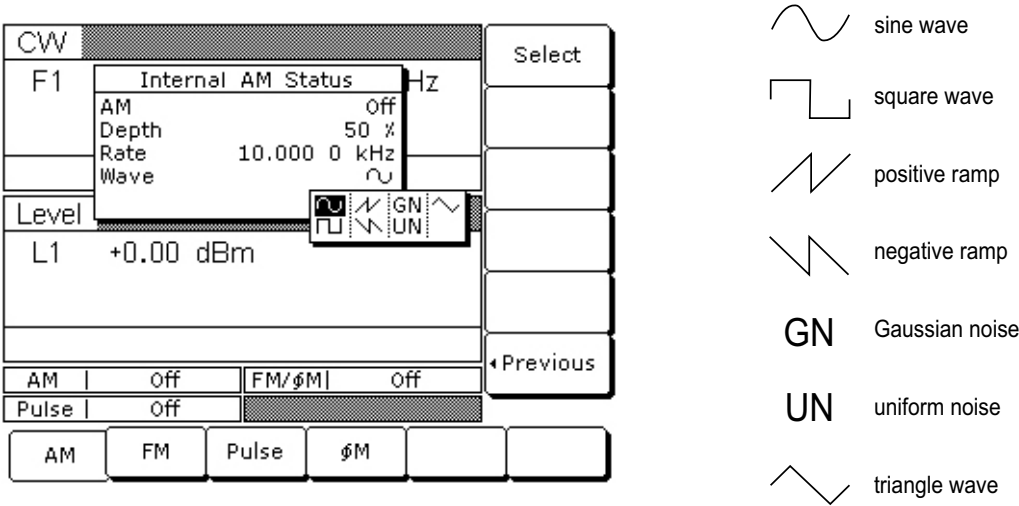 CW
F1
Hz
Internal AM Status
AM Off
Depth 50 %
Rate 10.000 0 kHz
Wave
GN
UN
Level
L1 +0.00 dBm
AM | Off
FM/ϕM| Off
Pulse | Off
Select
Previous
AM
FM
Pulse
ϕM
sine wave
square wave
positive ramp
negative ramp
GN Gaussian noise
UN uniform noise
triangle wave